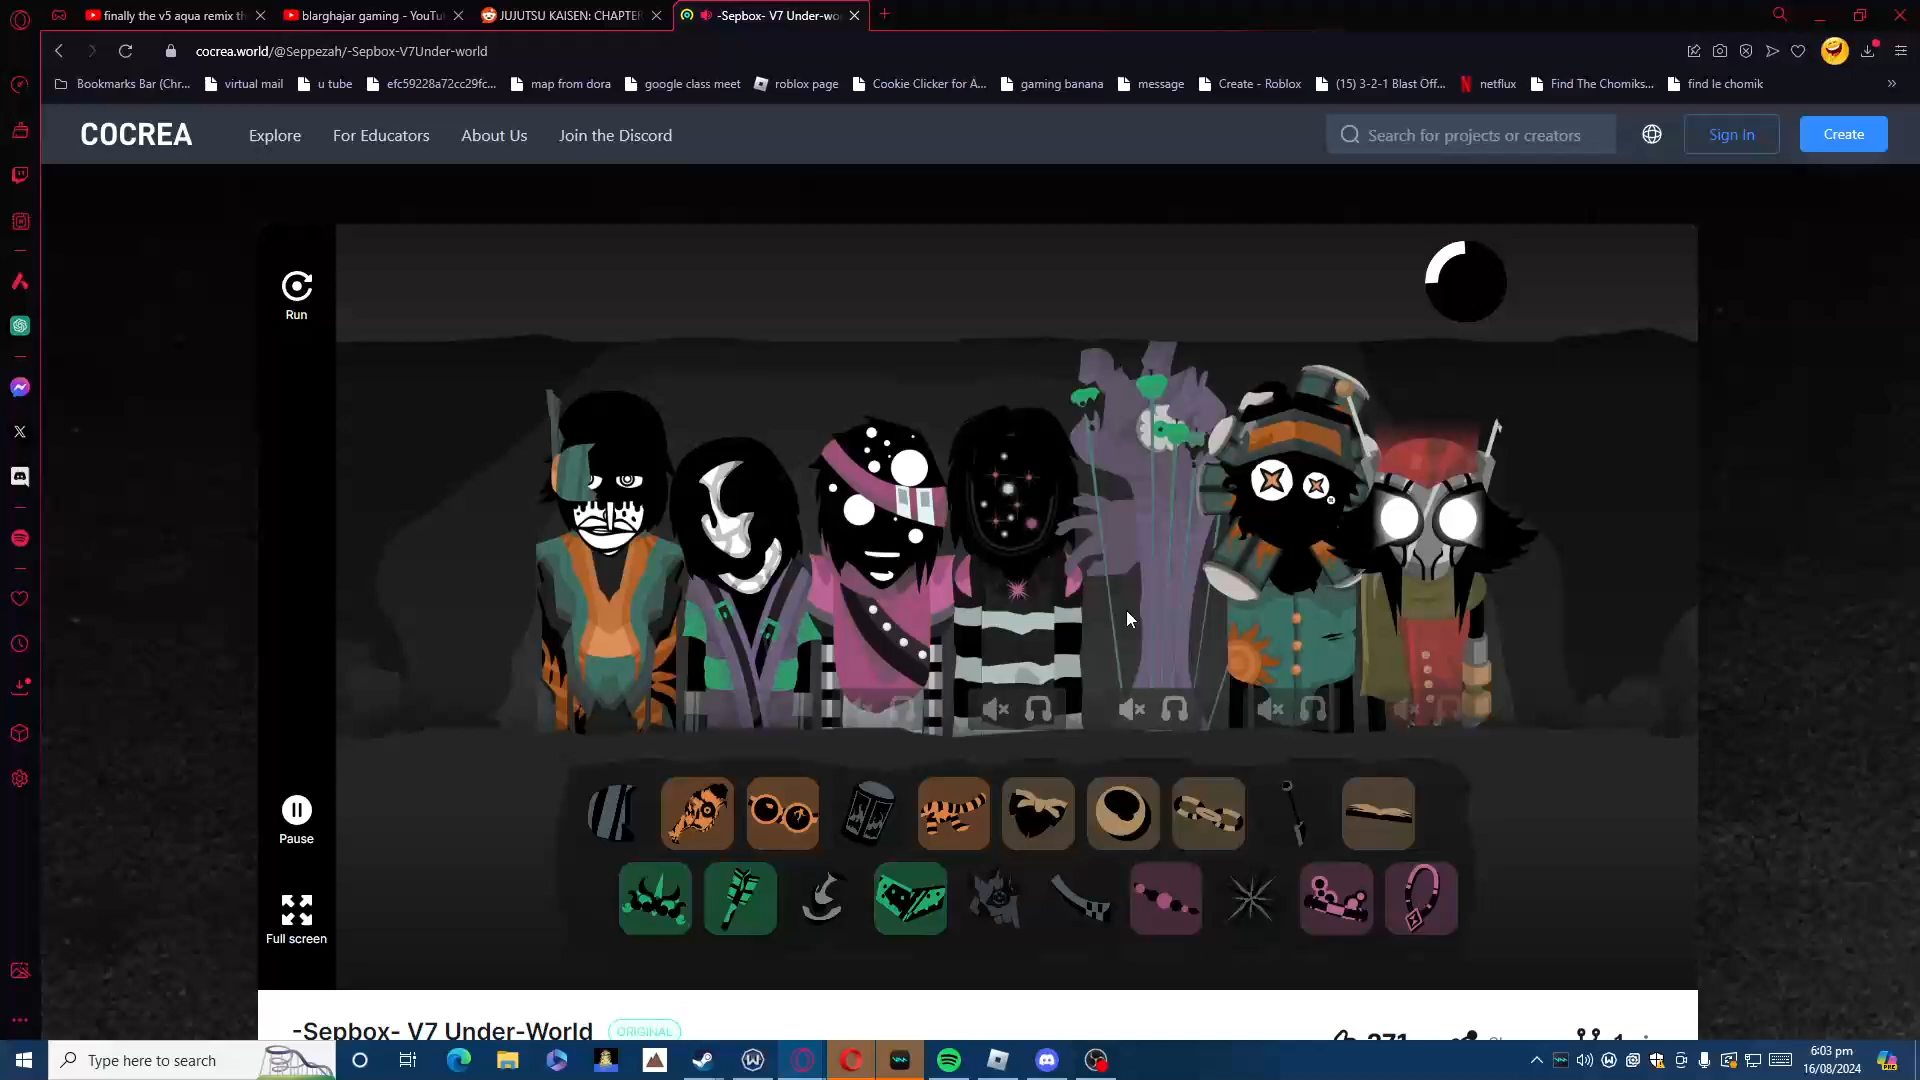 finally the v5 aqua remix th
blarghajar gaming - YouTu
JUJUTSU KAISEN: CHAPTER
-Sepbox- V7 Under-wo
cocrea.world/@Seppezah/-Sepbox-V7Under-world
Bookmarks Bar (Chr... virtual mail u tube efc59228a72cc29fc... map from dora google class meet roblox page Cookie Clicker for A... gaming banana message Create - Roblox (15) 3-2-1 Blast Off... netflux Find The Chomiks... find le chomik
COCREA Explore For Educators About Us Join the Discord Search for projects or creators Sign In Create
Run
Pause
Full screen
-Sepbox- V7 Under-World ORIGINAL
Type here to search
6:03 pm
16/08/2024